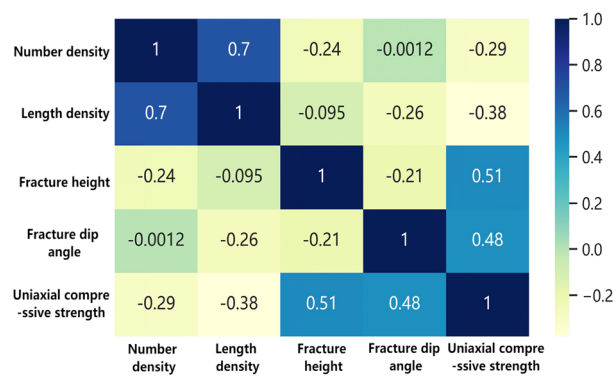 Number density
1
0.7
-0.24
-0.0012
-0.29
Length density
0.7
1
-0.095
-0.26
-0.38
Fracture height
-0.24
-0.095
1
-0.21
0.51
Fracture dip
angle
-0.0012
-0.26
-0.21
1
0.48
Uniaxial compre
-ssive strength
-0.29
-0.38
0.51
0.48
1
Number
density
Length
density
Fracture
height
Fracture dip
angle
Uniaxial compre
-ssive strength
1.0
0.8
0.6
0.4
0.2
0.0
−0.2